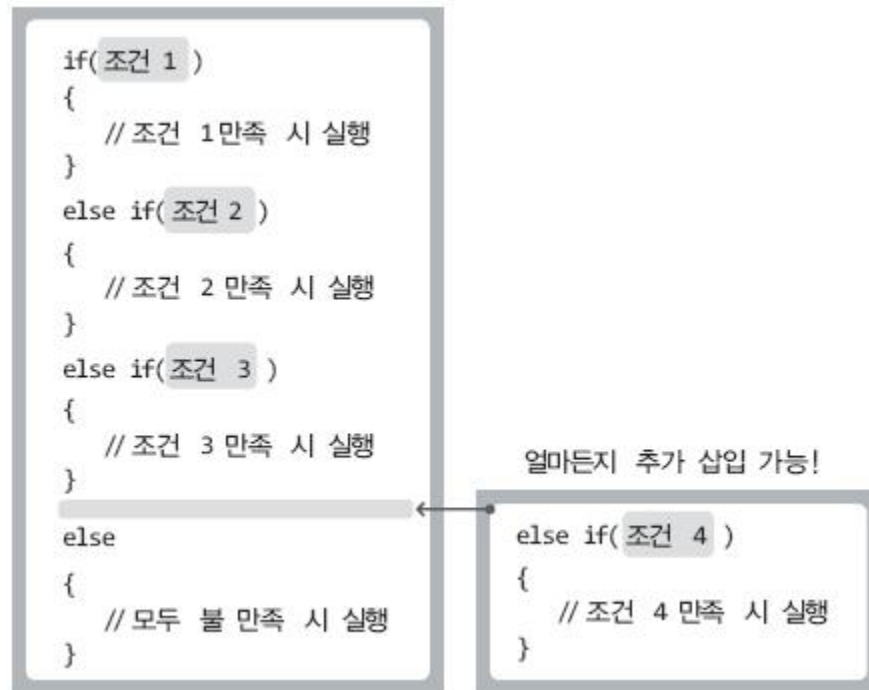 if( 조건 1 )
{
// 조건 1만족 시 실행
}
else if( 조건 2 )
{
// 조건 2 만족 시 실행
}
else if( 조건 3 )
{
// 조건 3 만족 시 실행
}
else
{
// 모두 불 만족 시 실행
}
얼마든지 추가 삽입 가능!
else if( 조건 4 )
{
// 조건 4 만족 시 실행
}